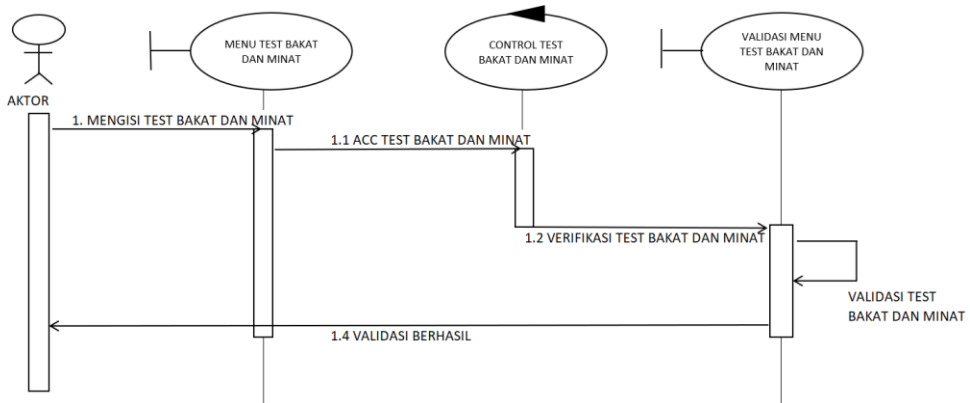 MENU TEST BAKAT
DAN MINAT
CONTROL TEST
BAKAT DAN MINAT
VALIDASI MENU
TEST BAKAT DAN
MINAT
AKTOR
1. MENGISI TEST BAKAT DAN MINAT
1.1 ACC TEST BAKAT DAN MINAT
1.2 VERIFIKASI TEST BAKAT DAN MINAT
VALIDASI TEST
BAKAT DAN MINAT
1.4 VALIDASI BERHASIL